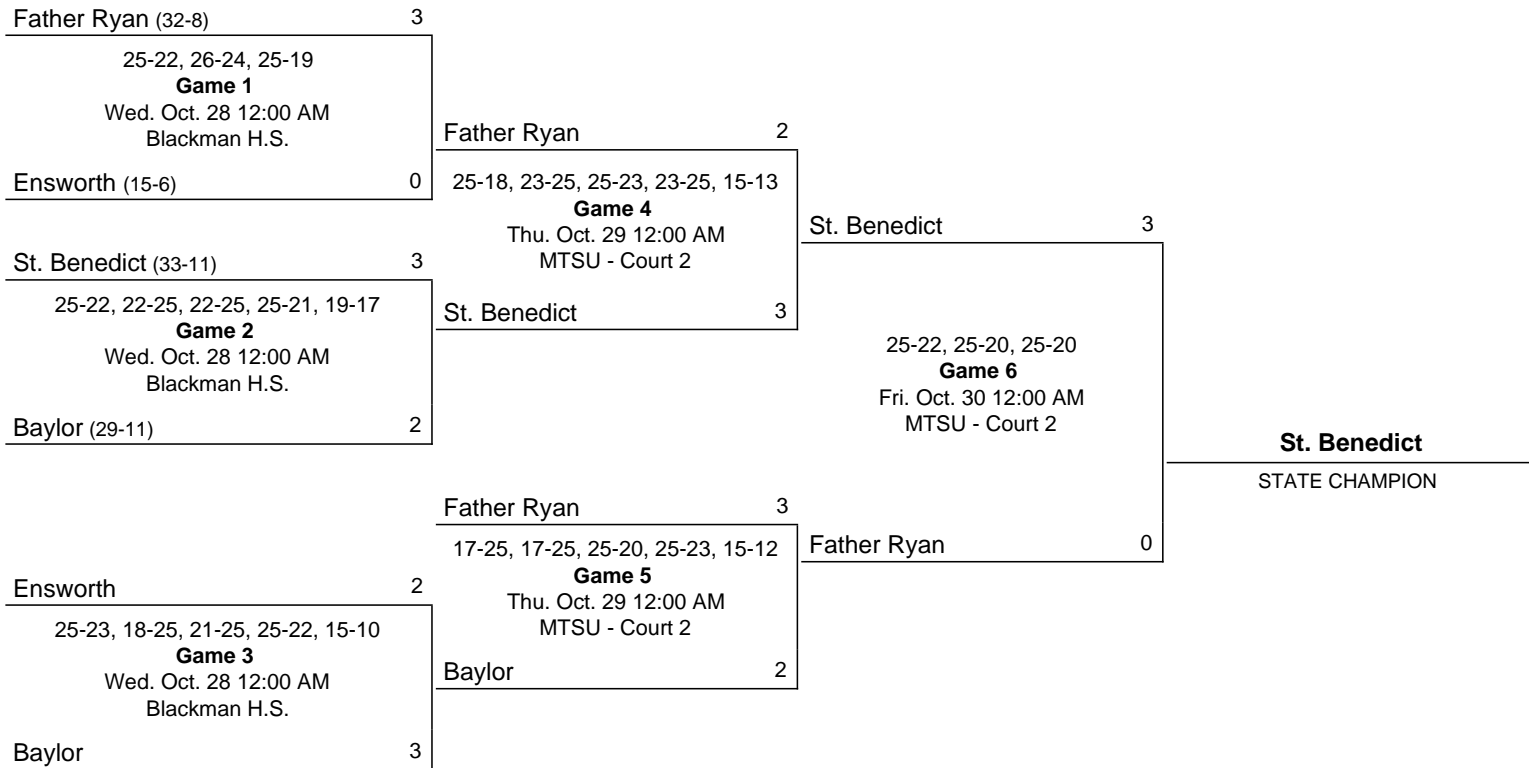 Father Ryan (32-8) 3
25-22, 26-24, 25-19
Game 1
Wed. Oct. 28 12:00 AM
Blackman H.S.
Ensworth (15-6) 0
St. Benedict (33-11) 3
25-22, 22-25, 22-25, 25-21, 19-17
Game 2
Wed. Oct. 28 12:00 AM
Blackman H.S.
Baylor (29-11) 2
Ensworth 2
25-23, 18-25, 21-25, 25-22, 15-10
Game 3
Wed. Oct. 28 12:00 AM
Blackman H.S.
Baylor 3
Father Ryan 2
25-18, 23-25, 25-23, 23-25, 15-13
Game 4
Thu. Oct. 29 12:00 AM
MTSU - Court 2
St. Benedict 3
Father Ryan 3
17-25, 17-25, 25-20, 25-23, 15-12
Game 5
Thu. Oct. 29 12:00 AM
MTSU - Court 2
Baylor 2
St. Benedict 3
25-22, 25-20, 25-20
Game 6
Fri. Oct. 30 12:00 AM
MTSU - Court 2
Father Ryan 0
St. Benedict
STATE CHAMPION